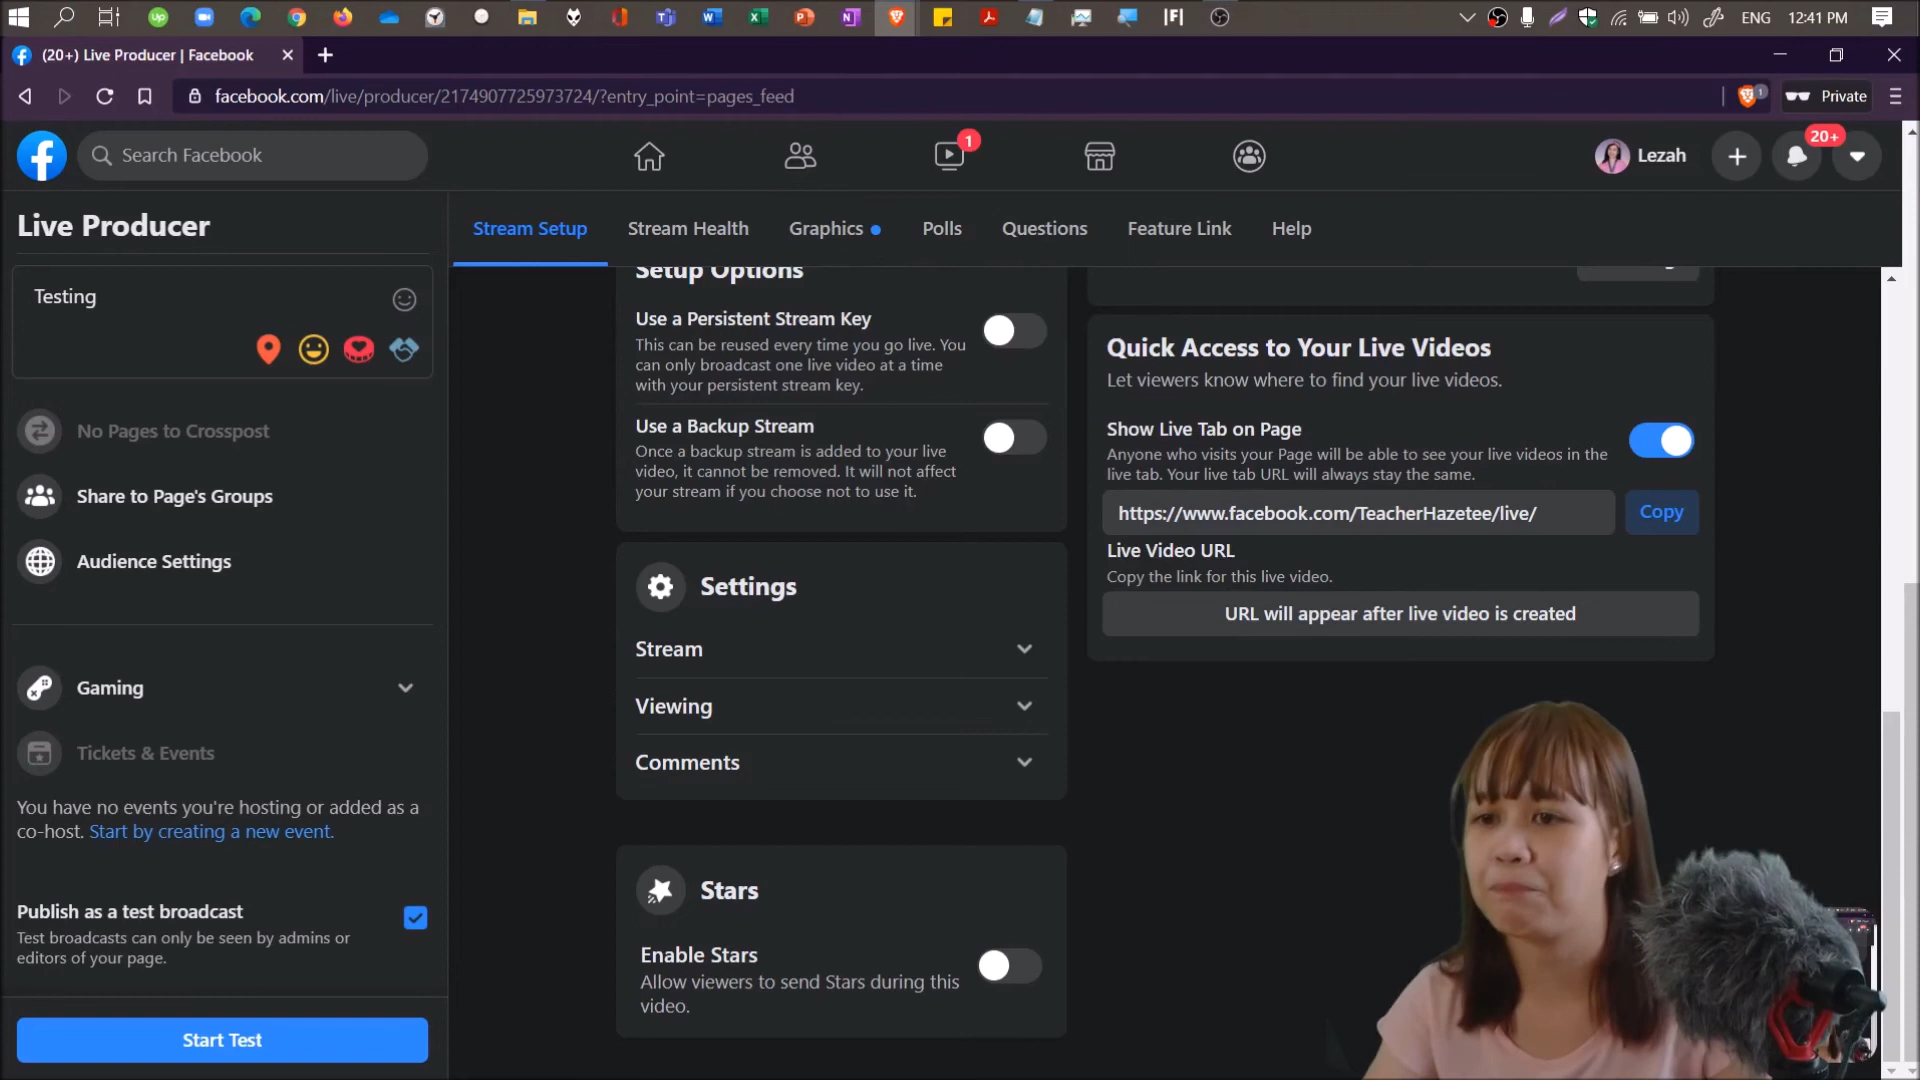 ENG
12:41 PM
(20+) Live Producer | Facebook
facebook.com/live/producer/2174907725973724/?entry_point=pages_feed
1
Private
Search Facebook
1
Lezah
20+
Live Producer
Stream Setup
Stream Health
Graphics
Polls
Questions
Feature Link
Help
Testing
No Pages to Crosspost
Share to Page's Groups
Audience Settings
Gaming
Tickets & Events
You have no events you're hosting or added as a
co-host. Start by creating a new event.
Publish as a test broadcast
Test broadcasts can only be seen by admins or
editors of your page.
Start Test
Setup Options
Use a Persistent Stream Key
This can be reused every time you go live. You
can only broadcast one live video at a time
with your persistent stream key.
Use a Backup Stream
Once a backup stream is added to your live
video, it cannot be removed. It will not affect
your stream if you choose not to use it.
Settings
Stream
Viewing
Comments
Stars
Enable Stars
Allow viewers to send Stars during this
video.
Quick Access to Your Live Videos
Let viewers know where to find your live videos.
Show Live Tab on Page
Anyone who visits your Page will be able to see your live videos in the
live tab. Your live tab URL will always stay the same.
https://www.facebook.com/TeacherHazetee/live/
Copy
Live Video URL
Copy the link for this live video.
URL will appear after live video is created